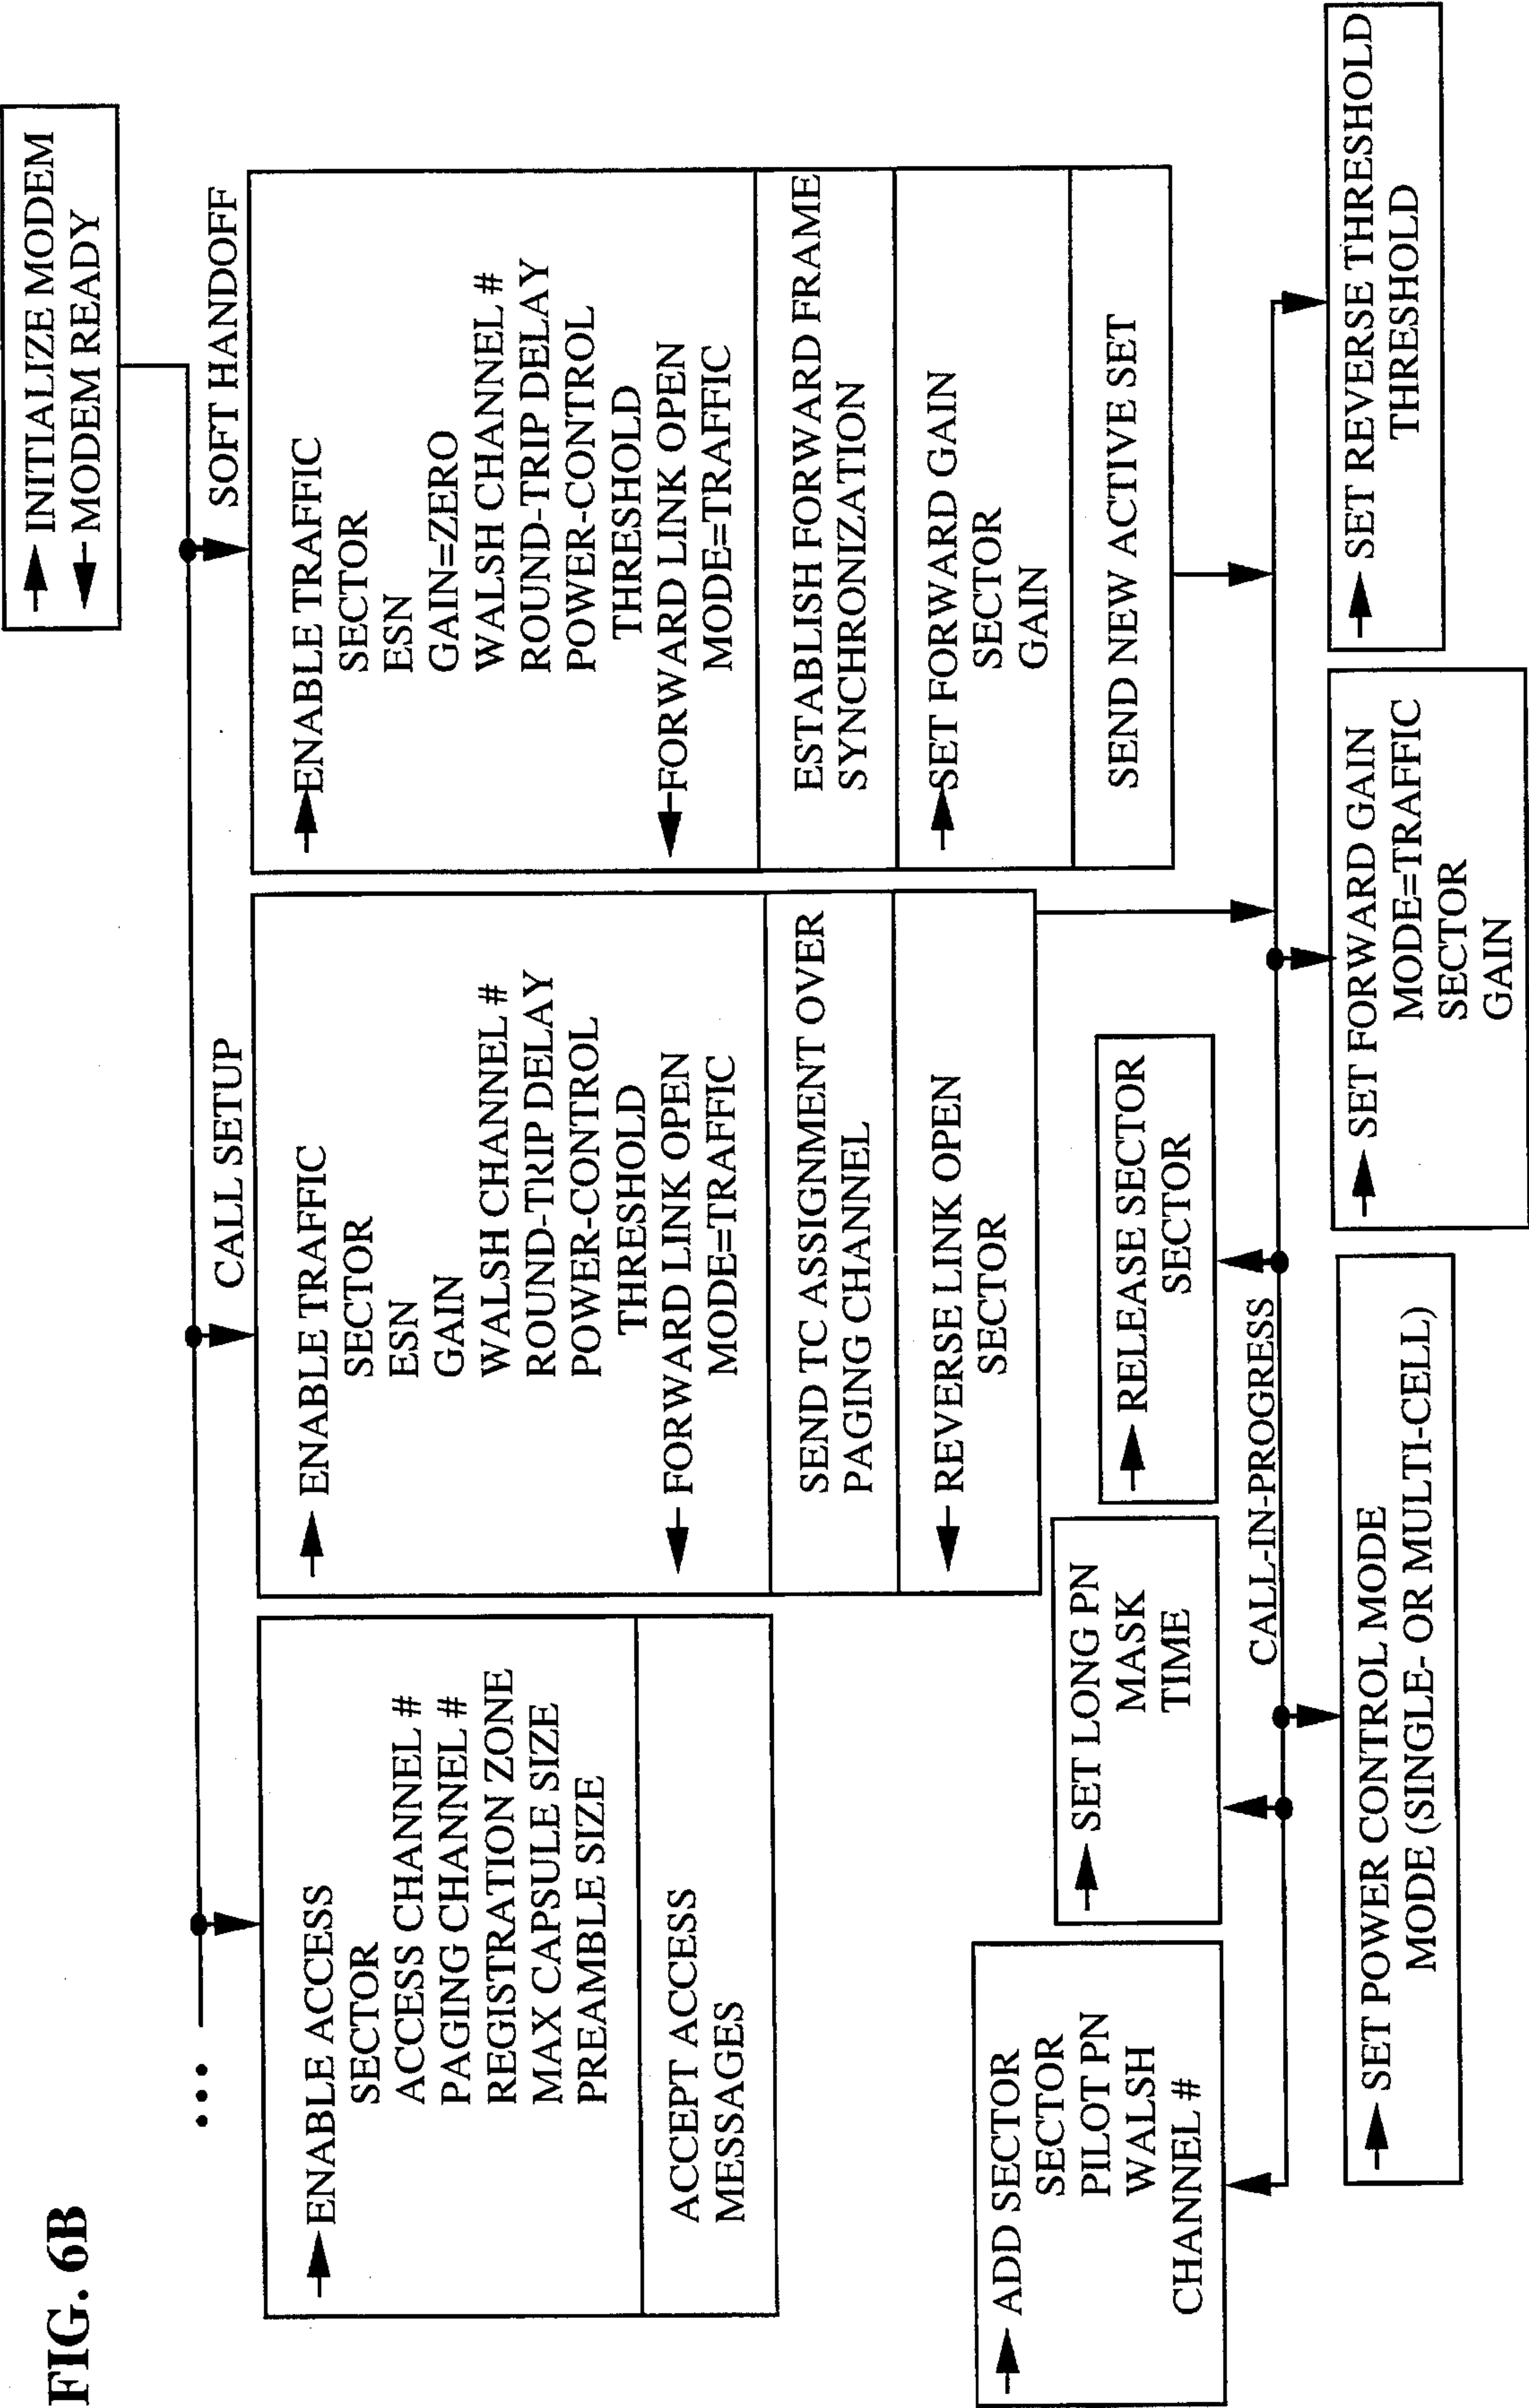 FIG. 6B
INITIALIZE MODEM
MODEM READY
...
ENABLE ACCESS
SECTOR
ACCESS CHANNEL #
PAGING CHANNEL #
REGISTRATION ZONE
MAX CAPSULE SIZE
PREAMBLE SIZE
ACCEPT ACCESS
MESSAGES
CALL SETUP
ENABLE TRAFFIC
SECTOR
ESN
GAIN
WALSH CHANNEL #
ROUND-TRIP DELAY
POWER-CONTROL
THRESHOLD
FORWARD LINK OPEN
MODE=TRAFFIC
SEND TC ASSIGNMENT OVER
PAGING CHANNEL
REVERSE LINK OPEN
SECTOR
SOFT HANDOFF
ENABLE TRAFFIC
SECTOR
ESN
GAIN=ZERO
WALSH CHANNEL #
ROUND-TRIP DELAY
POWER-CONTROL
THRESHOLD
FORWARD LINK OPEN
MODE=TRAFFIC
ESTABLISH FORWARD FRAME
SYNCHRONIZATION
SET FORWARD GAIN
SECTOR
GAIN
SEND NEW ACTIVE SET
ADD SECTOR
SECTOR
PILOT PN
WALSH
CHANNEL #
SET LONG PN
MASK
TIME
RELEASE SECTOR
SECTOR
CALL-IN-PROGRESS
SET POWER CONTROL MODE
MODE (SINGLE- OR MULTI-CELL)
SET FORWARD GAIN
MODE=TRAFFIC
SECTOR
GAIN
SET REVERSE THRESHOLD
THRESHOLD